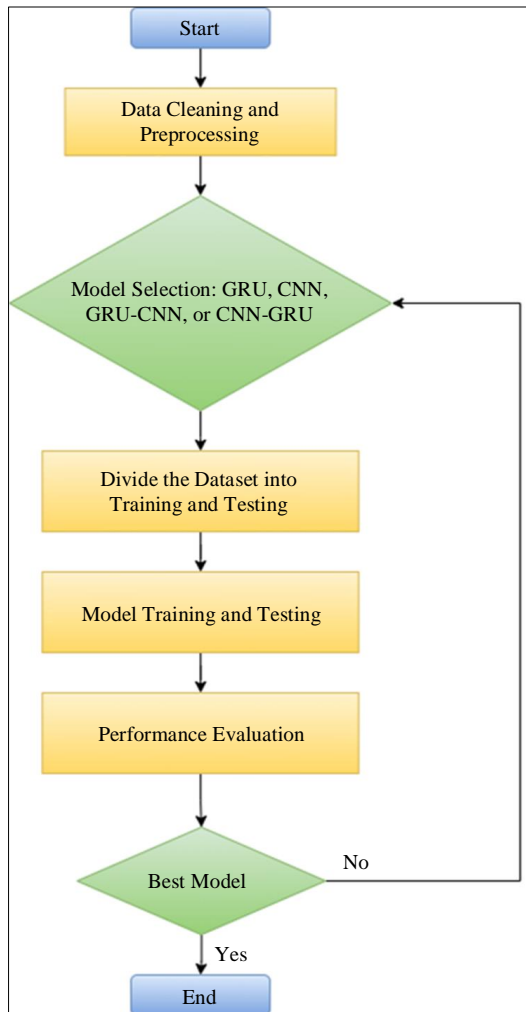 Start
Data Cleaning and
Preprocessing
Model Selection: GRU, CNN,
GRU-CNN, or CNN-GRU
Divide the Dataset into
Training and Testing
Model Training and Testing
Performance Evaluation
Best Model
No
Yes
End